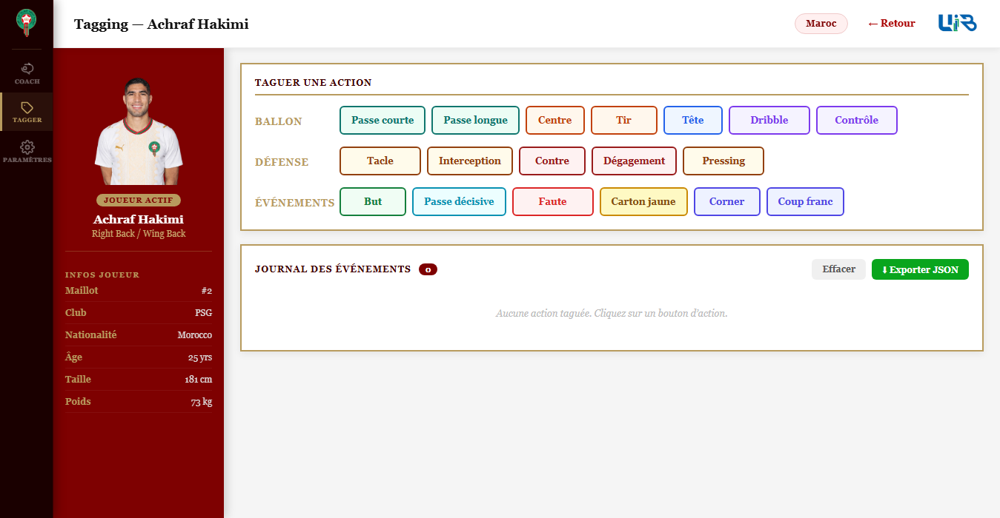 Tagging — Achraf Hakimi
Maroc
← Retour
UIB
COACH
TAGGER
PARAMÈTRES
JOUEUR ACTIF
Achraf Hakimi
Right Back / Wing Back
INFOS JOUEUR
Maillot #2
Club PSG
Nationalité Morocco
Âge 25 yrs
Taille 181 cm
Poids 73 kg
TAGUER UNE ACTION
BALLON Passe courte Passe longue Centre Tir Tête Dribble Contrôle
DÉFENSE Tacle Interception Contre Dégagement Pressing
ÉVÉNEMENTS But Passe décisive Faute Carton jaune Corner Coup franc
JOURNAL DES ÉVÉNEMENTS 0
Effacer
⬇ Exporter JSON
Aucune action taguée. Cliquez sur un bouton d'action.